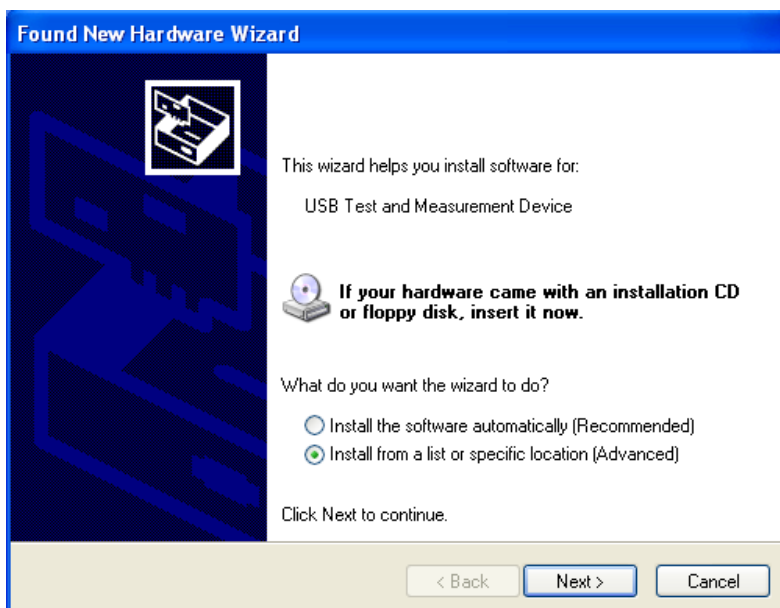 Found New Hardware Wizard
This wizard helps you install software for:
USB Test and Measurement Device
If your hardware came with an installation CD
or floppy disk, insert it now.
What do you want the wizard to do?
Install the software automatically (Recommended)
Install from a list or specific location (Advanced)
Click Next to continue.
< Back
Next >
Cancel